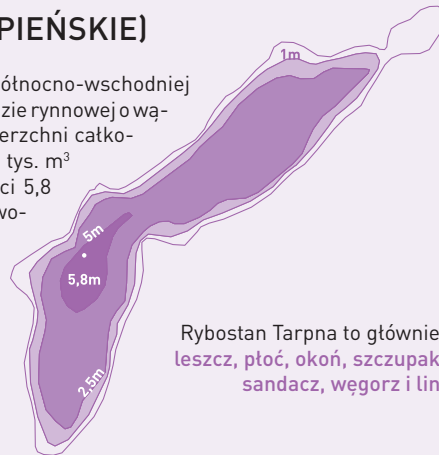 PIEŃSKIE)
ółnocno-wschodniej
zie rynnowej o wą-
erzchni całko-
tys. m³
ci 5,8
wo-
1m
5m
5,8m
2,5m
Rybostan Tarpna to głównie
leszcz, płoć, okoń, szczupak
sandacz, węgorz i lin